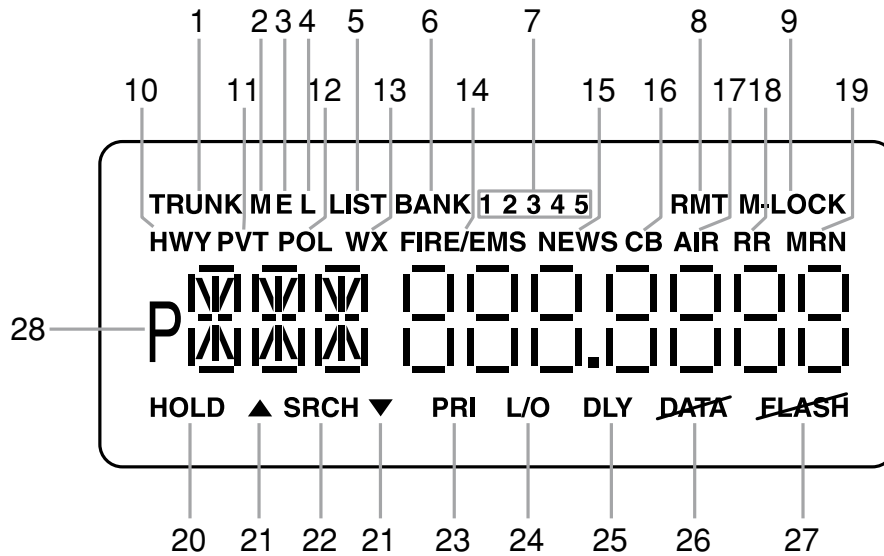 1 2 3 4 5 6 7 8 9
10 11 12 13 14 15 16 17 18 19
TRUNK M E L LIST BANK 1 2 3 4 5 RMT M-LOCK
HWY PVT POL WX FIRE/EMS NEWS CB AIR RR MRN
28 P 888.8888
HOLD ▲ SRCH ▼ PRI L/O DLY DATA FLASH
20 21 22 21 23 24 25 26 27